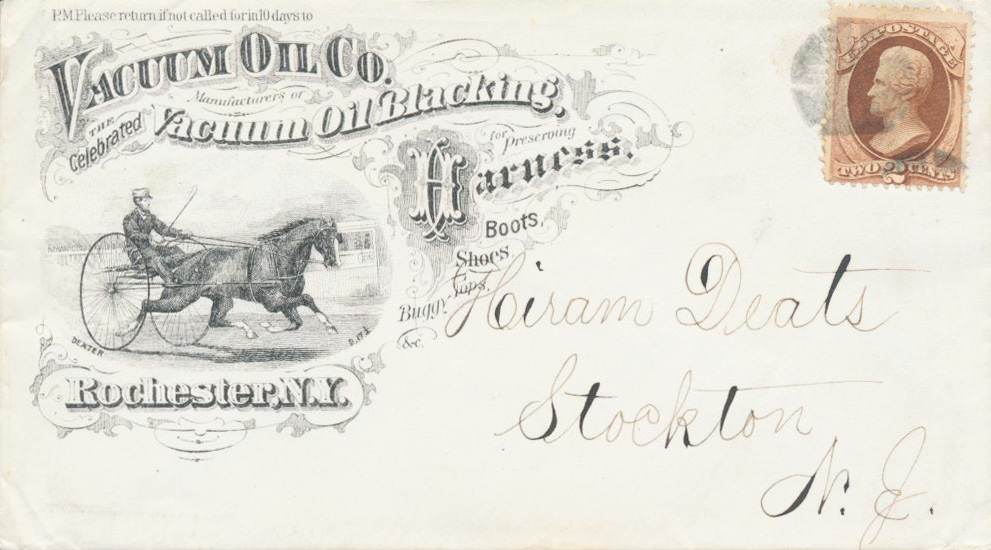 P.M. Please return if not called for in 10 days to
VACUUM OIL CO.
Manufacturers of
THE
Celebrated
Vacuum Oil Blacking,
for
Preserving
Harness.
Boots,
Shoes,
Buggy Tops,
&c.
DEXTER
Rochester, N.Y.
U.S. POSTAGE
TWO 2 CENTS
Hiram Deats
Stockton
N. J.